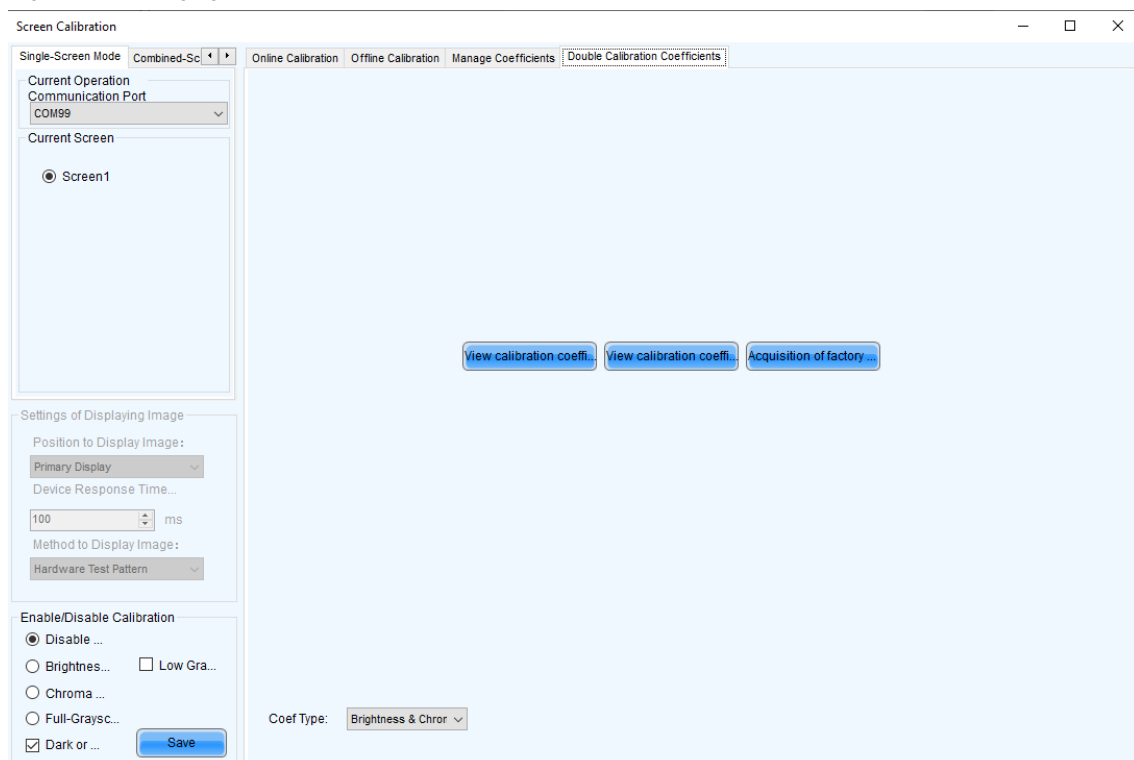 Screen Calibration
Single-Screen Mode Combined-Sc
Online Calibration Offline Calibration Manage Coefficients Double Calibration Coefficients
Current Operation
Communication Port
COM99
Current Screen
Screen1
View calibration coeffi... View calibration coeffi... Acquisition of factory ...
Settings of Displaying Image
Position to Display Image:
Primary Display
Device Response Time...
100 ms
Method to Display Image:
Hardware Test Pattern
Enable/Disable Calibration
Disable ...
Brightnes... Low Gra...
Chroma ...
Full-Graysc...
Dark or ... Save
Coef Type: Brightness & Chror